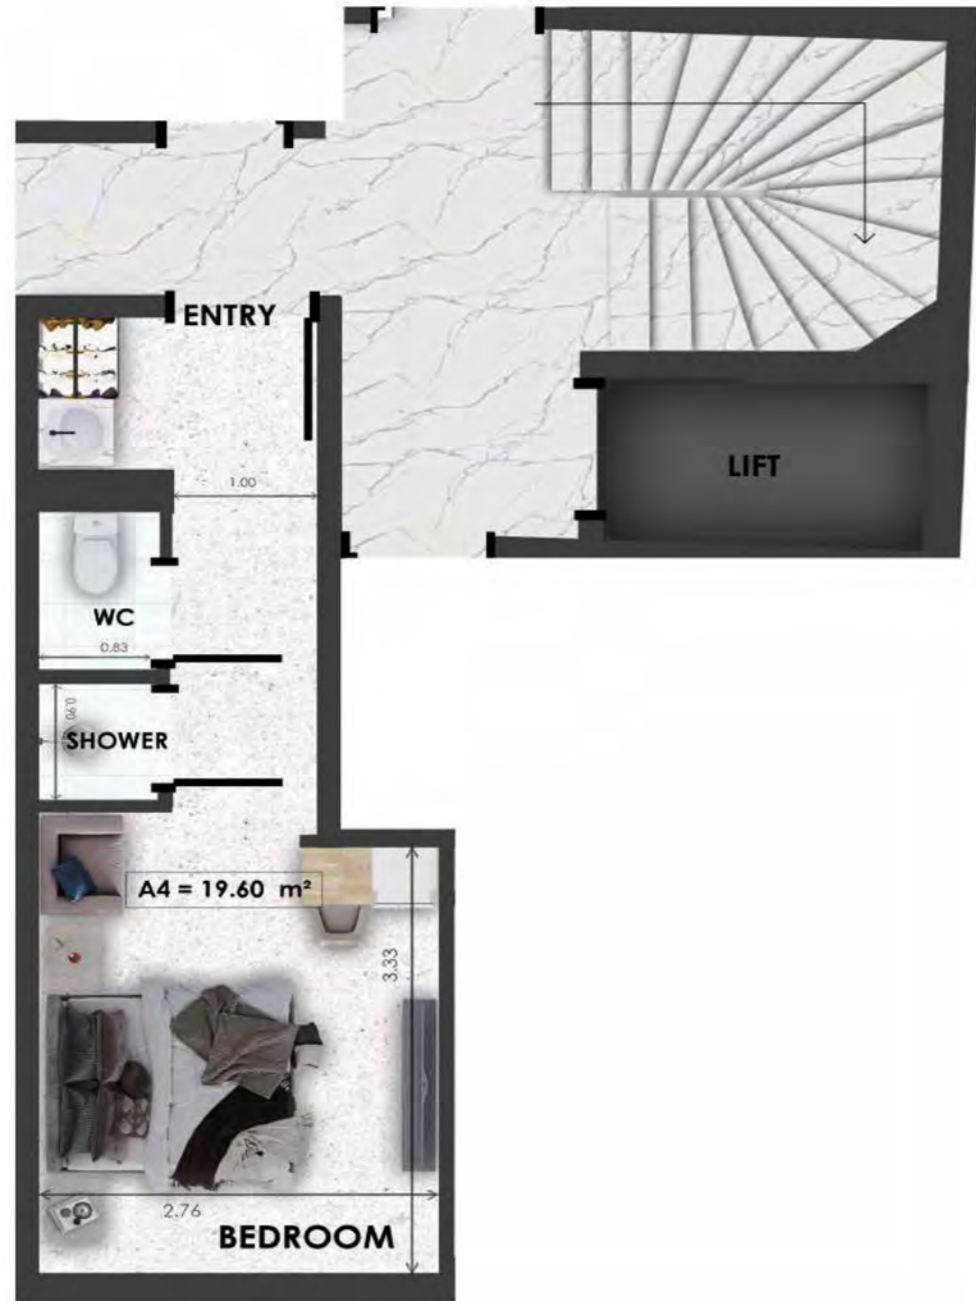 ENTRY
LIFT
1.00
WC
0.83
0.90
SHOWER
A4 = 19.60 m²
3.33
2.76
BEDROOM